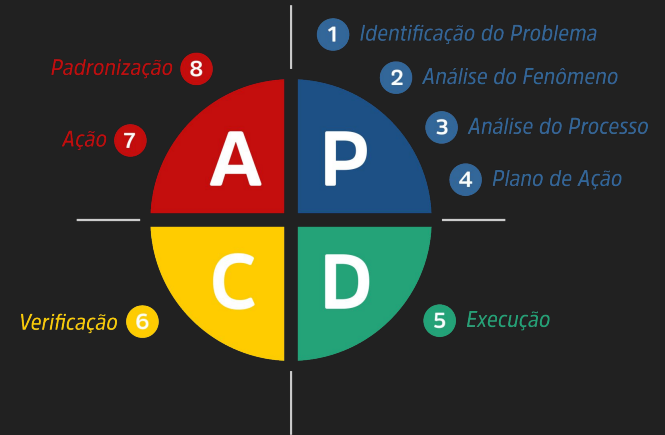 1 Identificação do Problema
2 Análise do Fenômeno
3 Análise do Processo
4 Plano de Ação
Padronização 8
Ação 7
A P
C D
Verificação 6
5 Execução